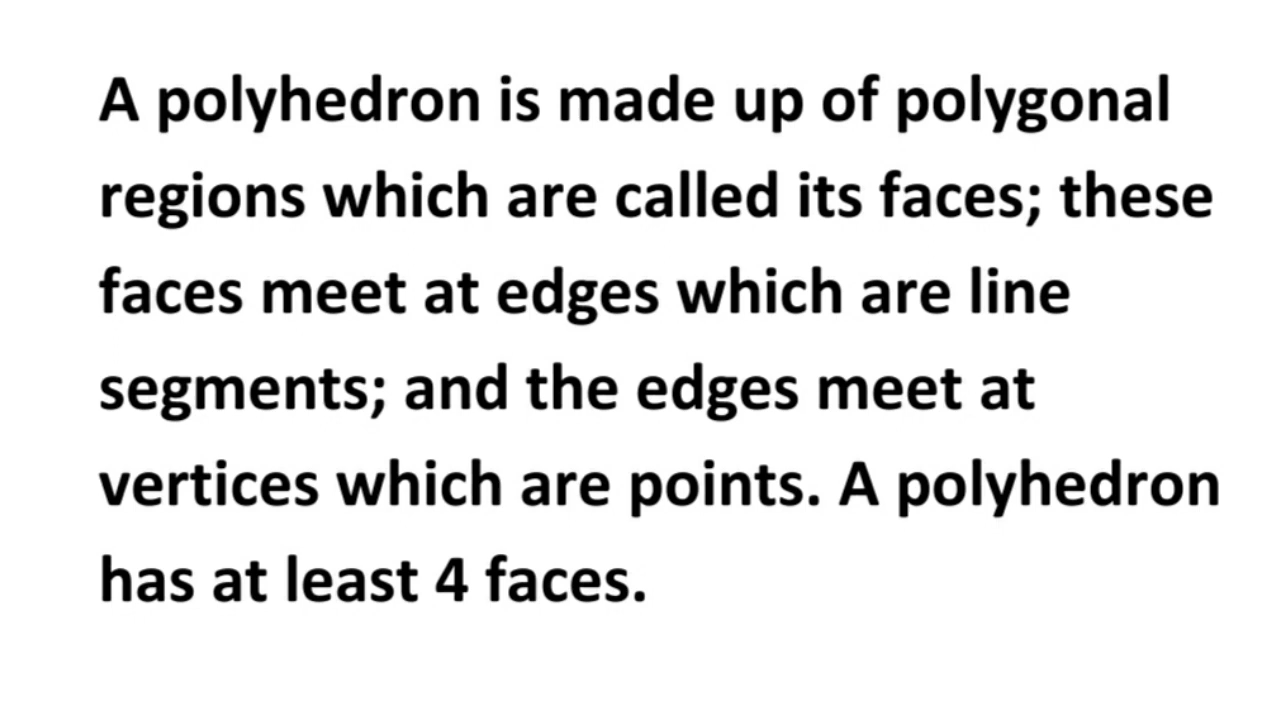 A polyhedron is made up of polygonal
regions which are called its faces; these
faces meet at edges which are line
segments; and the edges meet at
vertices which are points. A polyhedron
has at least 4 faces.